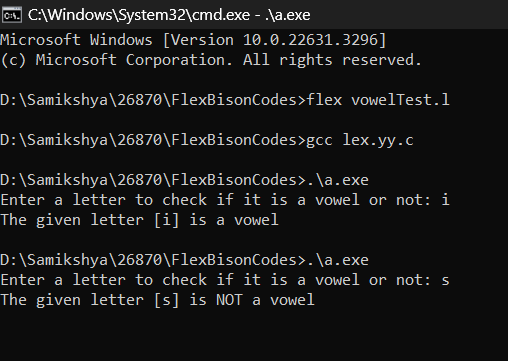 C:\Windows\System32\cmd.exe - .\a.exe
Microsoft Windows [Version 10.0.22631.3296]
(c) Microsoft Corporation. All rights reserved.
D:\Samikshya\26870\FlexBisonCodes>flex vowelTest.l
D:\Samikshya\26870\FlexBisonCodes>gcc lex.yy.c
D:\Samikshya\26870\FlexBisonCodes>.\a.exe
Enter a letter to check if it is a vowel or not: i
The given letter [i] is a vowel
D:\Samikshya\26870\FlexBisonCodes>.\a.exe
Enter a letter to check if it is a vowel or not: s
The given letter [s] is NOT a vowel